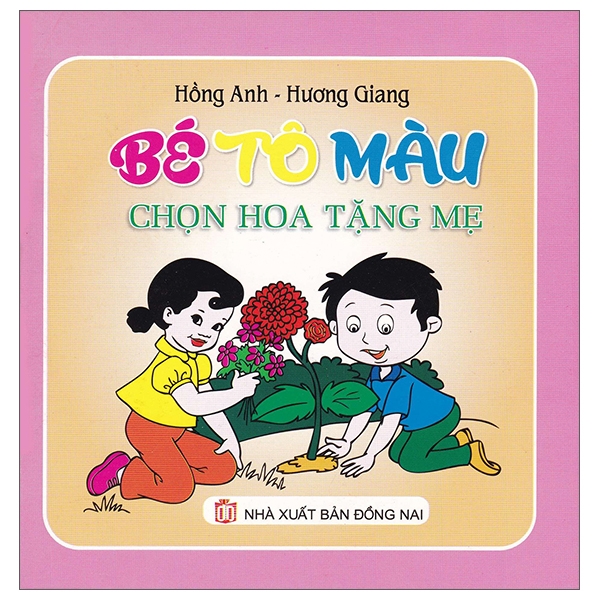 Hồng Anh - Hương Giang
BÉ TÔ MÀU
CHỌN HOA TẶNG MẸ
NHÀ XUẤT BẢN ĐỒNG NAI